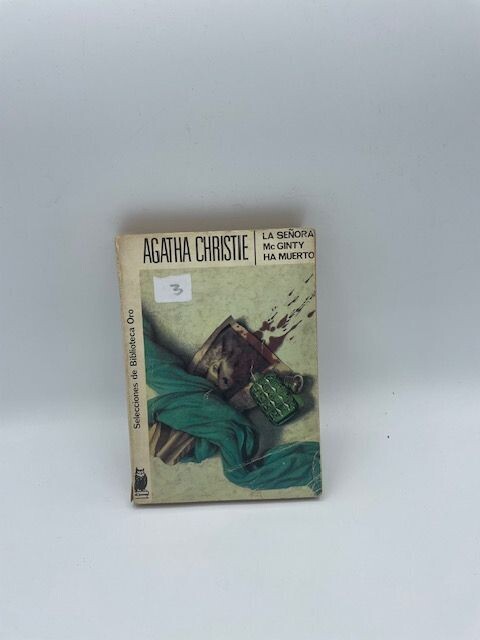 AGATHA CHRISTIE
LA SEÑORA
Mc GINTY
HA MUERTO
3
Selecciones de Biblioteca Oro